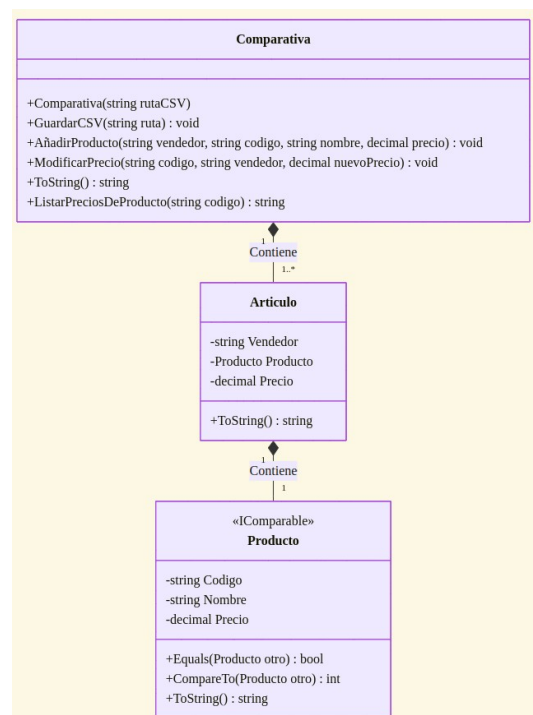 Comparativa
+Comparativa(string rutaCSV)
+GuardarCSV(string ruta) : void
+AñadirProducto(string vendedor, string codigo, string nombre, decimal precio) : void
+ModificarPrecio(string codigo, string vendedor, decimal nuevoPrecio) : void
+ToString() : string
+ListarPreciosDeProducto(string codigo) : string
1
Contiene
1..*
Articulo
-string Vendedor
-Producto Producto
-decimal Precio
+ToString() : string
1
Contiene
1
«IComparable»
Producto
-string Codigo
-string Nombre
-decimal Precio
+Equals(Producto otro) : bool
+CompareTo(Producto otro) : int
+ToString() : string